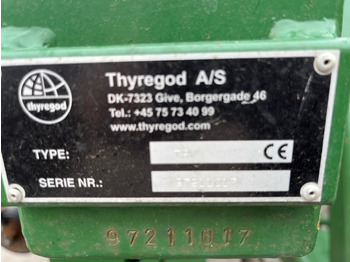 thyregod
Thyregod A/S
DK-7323 Give, Borgergade 46
Tel.: +45 75 73 40 99
www.thyregod.com
TYPE:
CE
SERIE NR.:
97211017